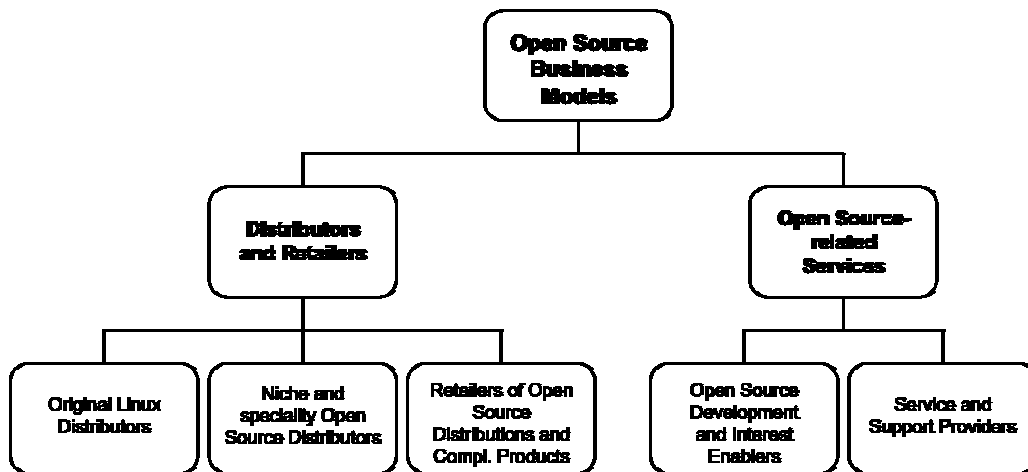 Open Source
Business
Models
Distributors
and Retailers
Open Source-
related
Services
Original Linux
Distributors
Niche and
speciality Open
Source Distributors
Retailers of Open
Source
Distributions and
Compl. Products
Open Source
Development
and Interest
Enablers
Service and
Support Providers